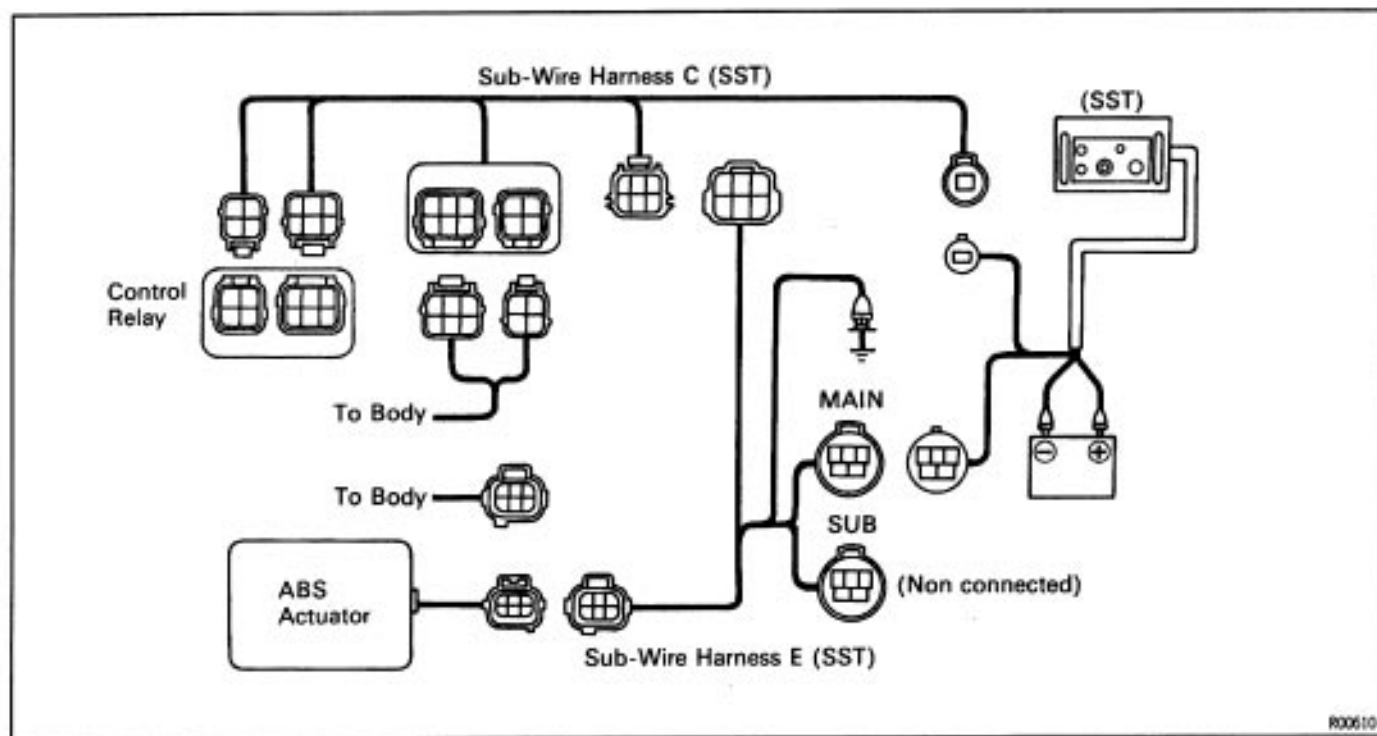 Sub-Wire Harness C (SST)
(SST)
Control
Relay
To Body
MAIN
− +
To Body
SUB
(Non connected)
ABS
Actuator
Sub-Wire Harness E (SST)
R00610